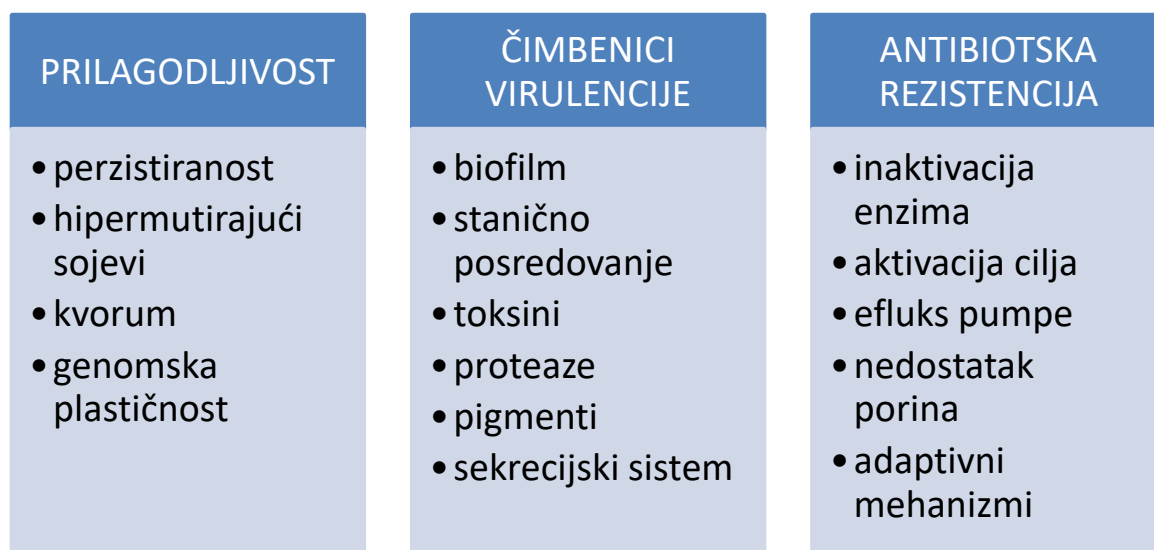 PRILAGODLJIVOST
•perzistiranost
•hipermutirajući
sojevi
•kvorum
•genomska
plastičnost
ČIMBENICI
VIRULENCIJE
•biofilm
•stanično
posredovanje
•toksini
•proteaze
•pigmenti
•sekrecijski sistem
ANTIBIOTSKA
REZISTENCIJA
•inaktivacija
enzima
•aktivacija cilja
•efluks pumpe
•nedostatak
porina
•adaptivni
mehanizmi